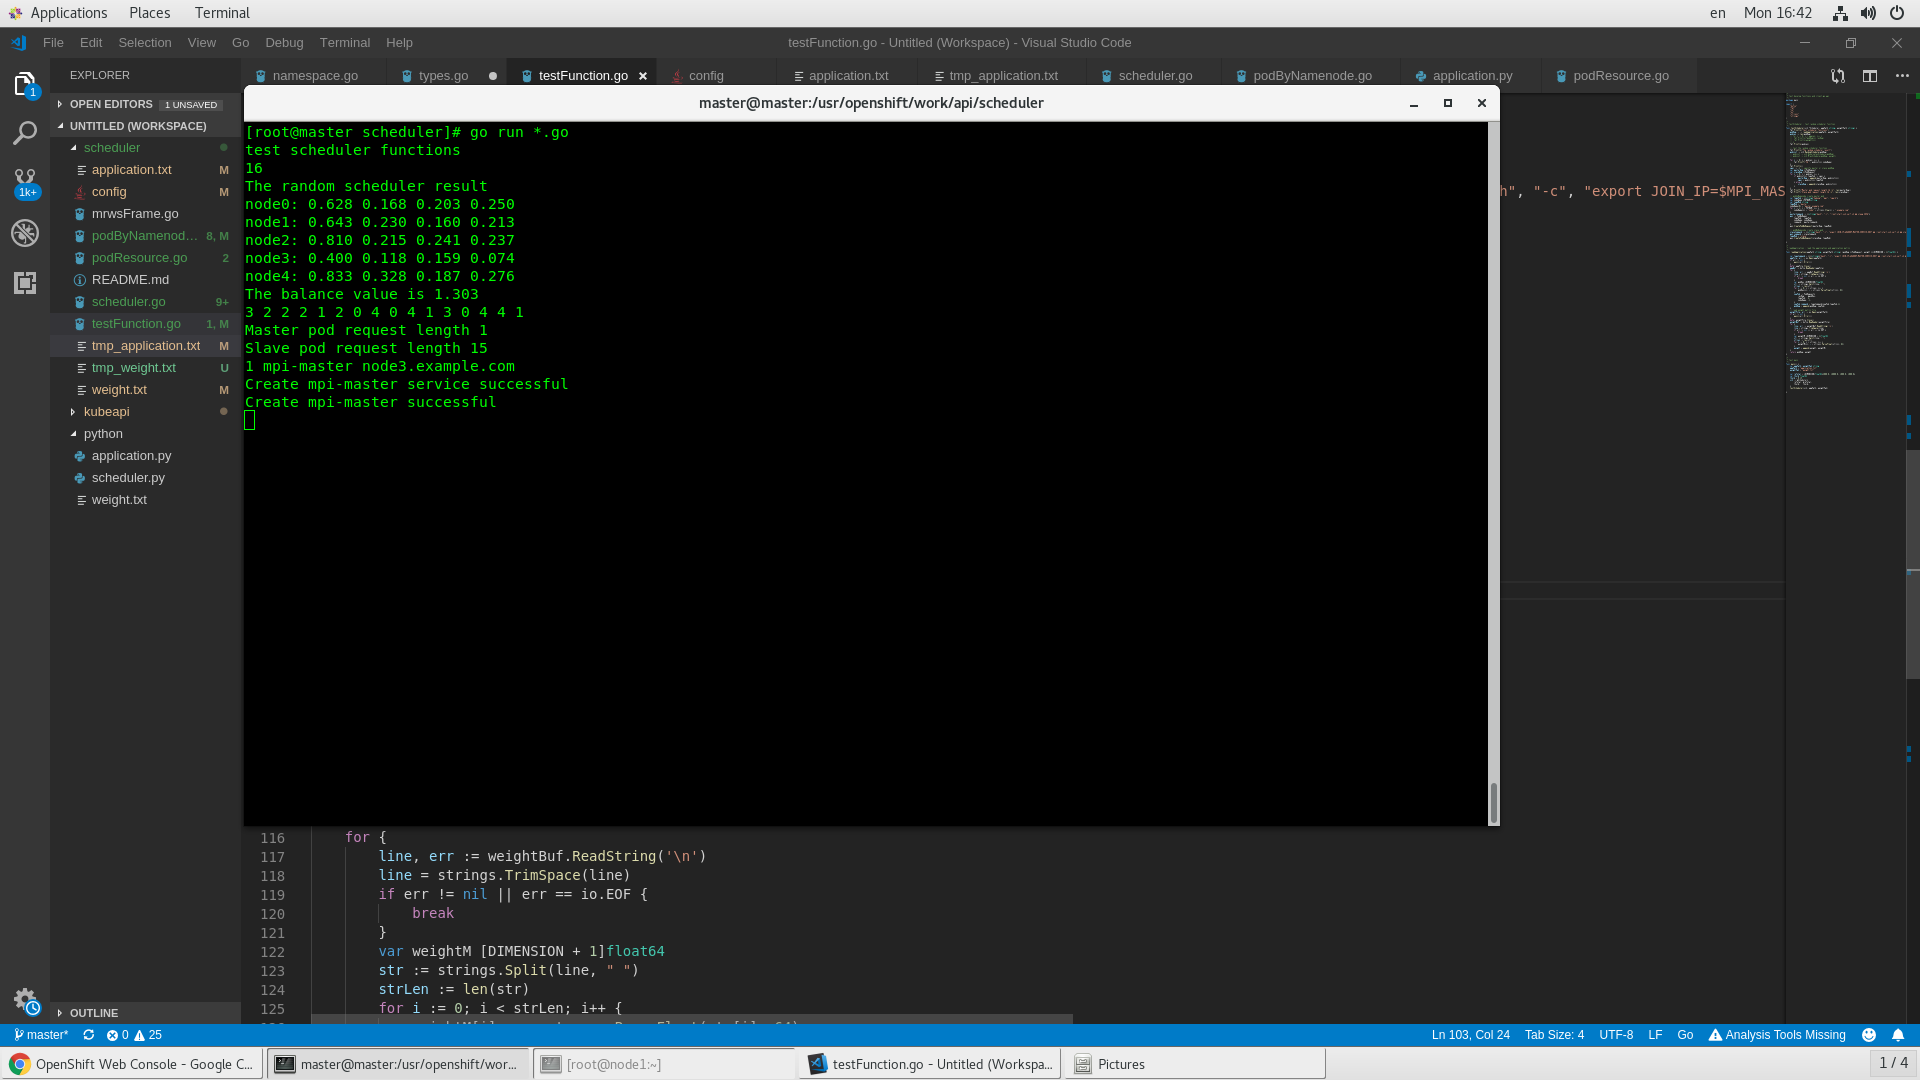 Applications Places Terminal en Mon 16:42
File Edit Selection View Go Debug Terminal Help testFunction.go - Untitled (Workspace) - Visual Studio Code
EXPLORER namespace.go types.go testFunction.go config application.txt tmp_application.txt scheduler.go podByNamenode.go application.py podResource.go
1
OPEN EDITORS 1 UNSAVED
UNTITLED (WORKSPACE)
1k+
scheduler
application.txt M
config M
mrwsFrame.go
podByNamenod... 8, M
podResource.go 2
README.md
scheduler.go 9+
testFunction.go 1, M
tmp_application.txt M
tmp_weight.txt U
weight.txt M
kubeapi
python
application.py
scheduler.py
weight.txt
OUTLINE
master@master:/usr/openshift/work/api/scheduler
[root@master scheduler]# go run *.go
test scheduler functions
16
The random scheduler result
node0: 0.628 0.168 0.203 0.250
node1: 0.643 0.230 0.160 0.213
node2: 0.810 0.215 0.241 0.237
node3: 0.400 0.118 0.159 0.074
node4: 0.833 0.328 0.187 0.276
The balance value is 1.303
3 2 2 2 1 2 0 4 0 4 1 3 0 4 4 1
Master pod request length 1
Slave pod request length 15
1 mpi-master node3.example.com
Create mpi-master service successful
Create mpi-master successful
", "-c", "export JOIN_IP=$MPI_MAS
116 for {
117 line, err := weightBuf.ReadString('\n')
118 line = strings.TrimSpace(line)
119 if err != nil || err == io.EOF {
120 break
121 }
122 var weightM [DIMENSION + 1]float64
123 str := strings.Split(line, " ")
124 strLen := len(str)
125 for i := 0; i < strLen; i++ {
master* 0 25 Ln 103, Col 24 Tab Size: 4 UTF-8 LF Go Analysis Tools Missing
OpenShift Web Console - Google C... master@master:/usr/openshift/wor... [root@node1:~] testFunction.go - Untitled (Workspa... Pictures 1 / 4